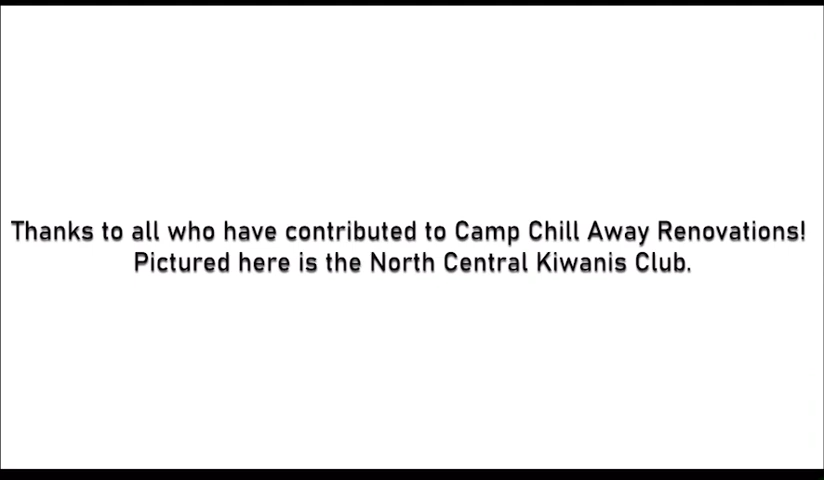 Thanks to all who have contributed to Camp Chill Away Renovations!
Pictured here is the North Central Kiwanis Club.